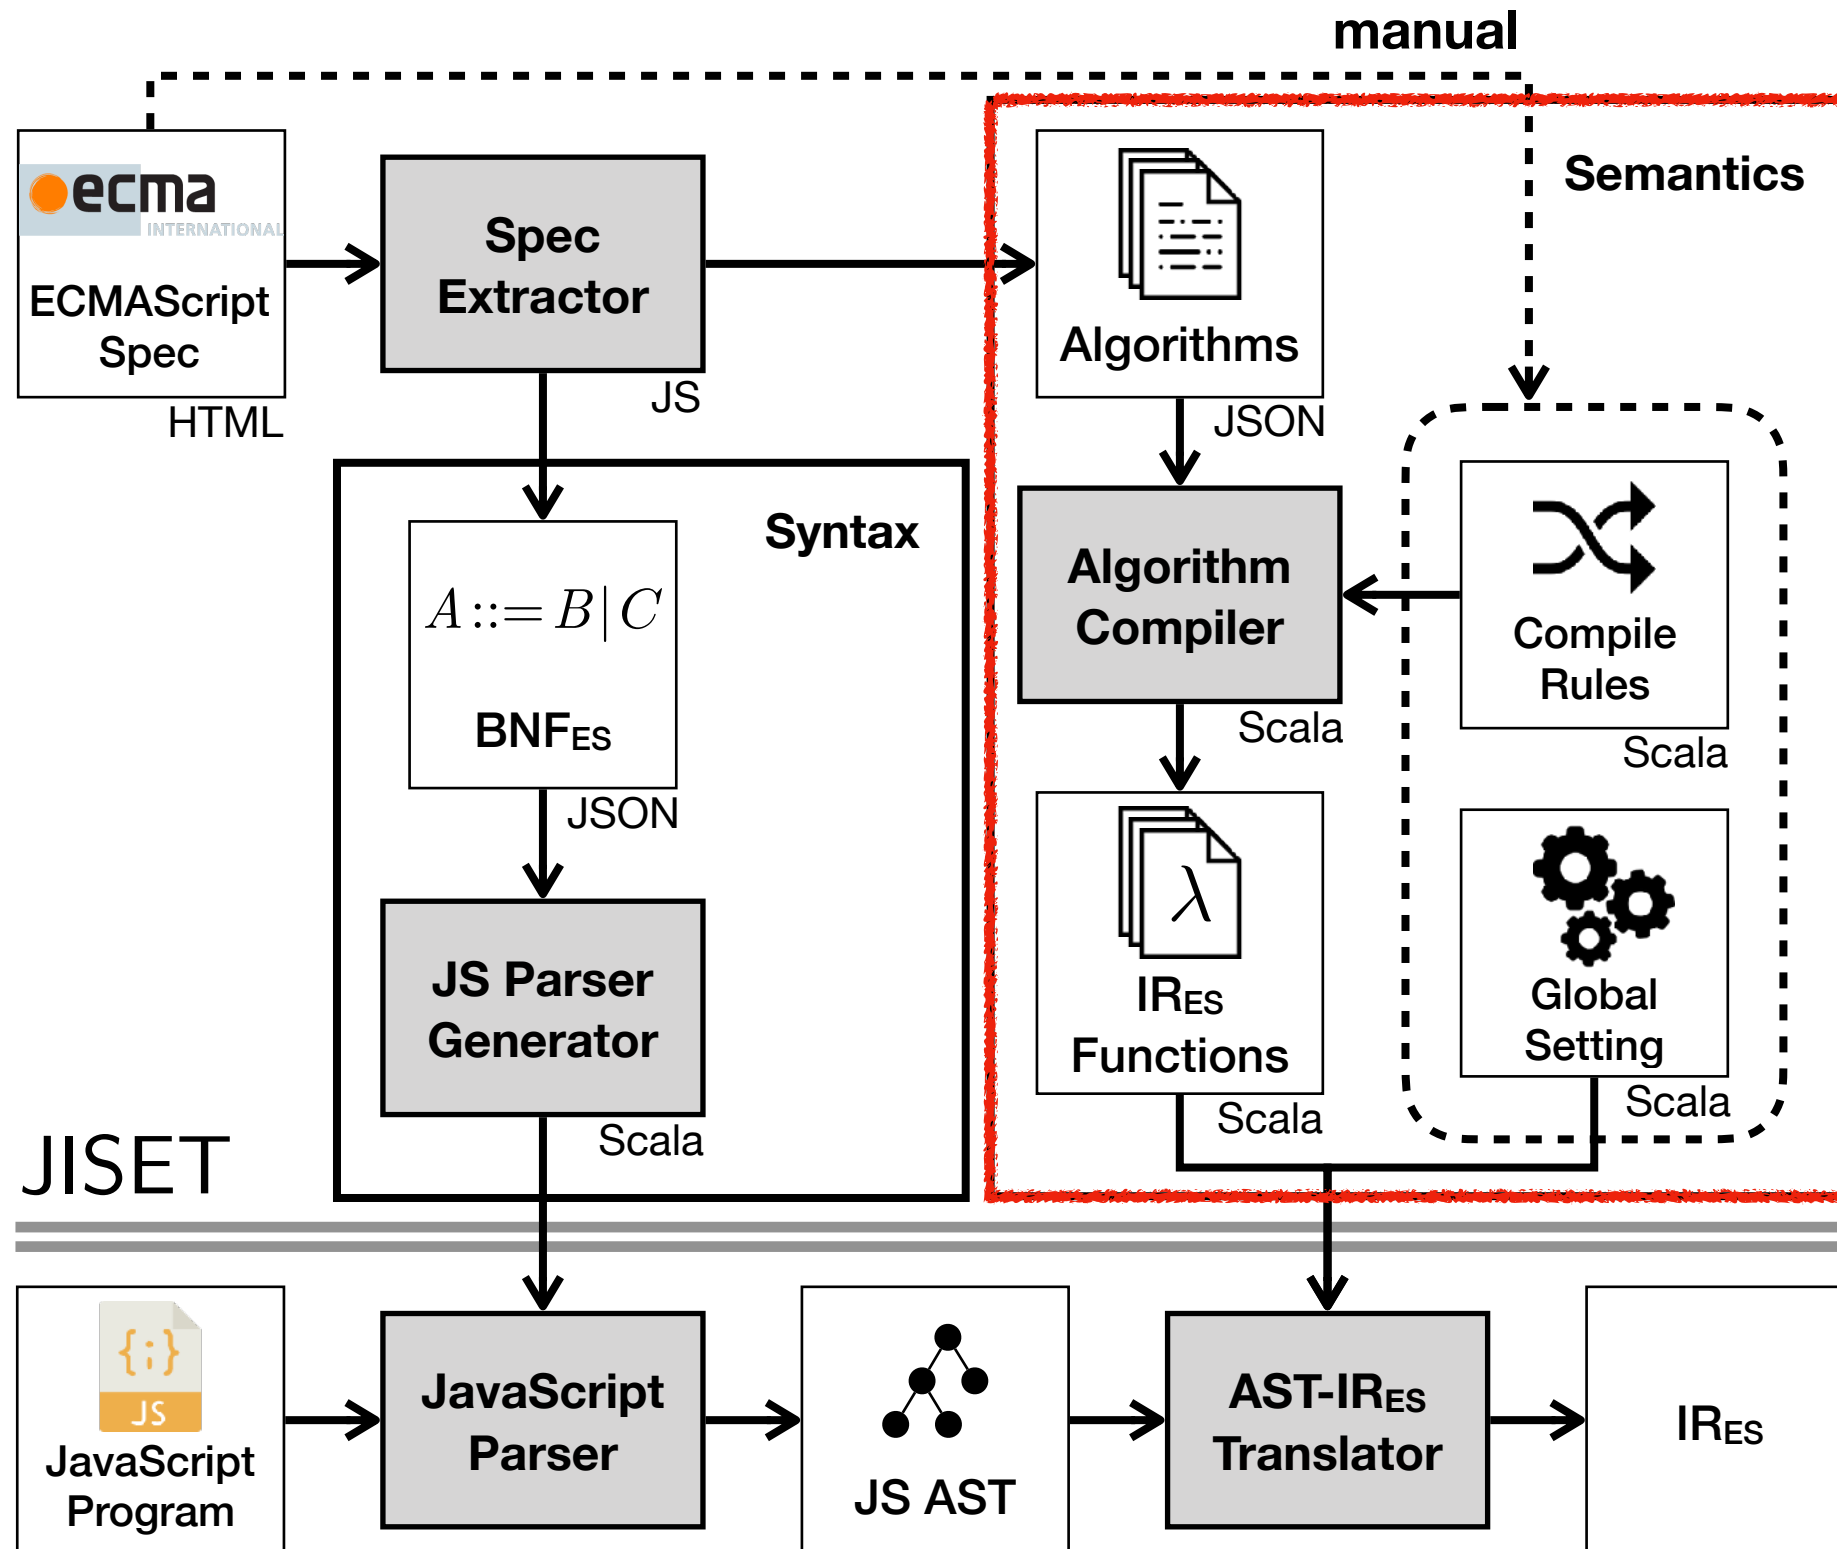 manual
ecma
INTERNATIONAL
ECMAScript
Spec
HTML
Spec
Extractor
JS
Semantics
Algorithms
JSON
Syntax
A ::= B | C
BNFES
JSON
Algorithm
Compiler
Scala
Compile
Rules
Scala
JS Parser
Generator
Scala
λ
IRES
Functions
Scala
Global
Setting
Scala
JISET
{;}
JS
JavaScript
Program
JavaScript
Parser
JS AST
AST-IRES
Translator
IRES